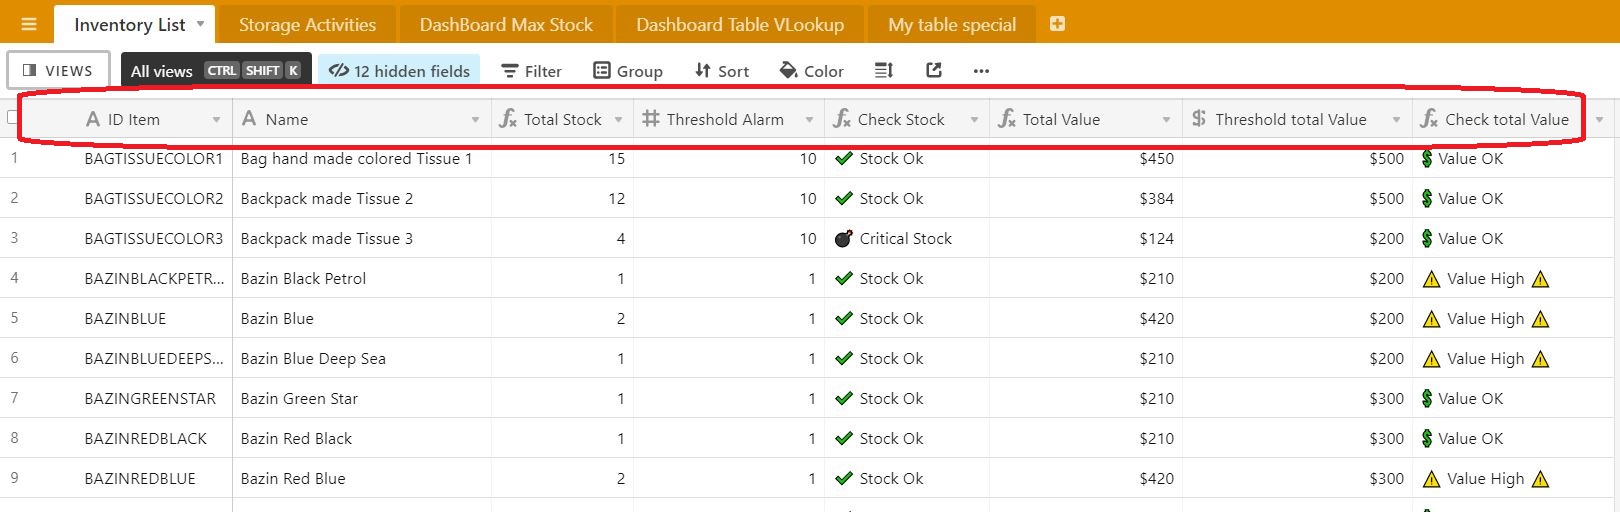 Inventory List Storage Activities DashBoard Max Stock Dashboard Table VLookup My table special
VIEWS All views CTRL SHIFT K 12 hidden fields Filter Group Sort Color
ID Item Name Total Stock Threshold Alarm Check Stock Total Value Threshold total Value Check total Value
1 BAGTISSUECOLOR1 Bag hand made colored Tissue 1 15 10 Stock Ok $450 $500 Value OK
2 BAGTISSUECOLOR2 Backpack made Tissue 2 12 10 Stock Ok $384 $500 Value OK
3 BAGTISSUECOLOR3 Backpack made Tissue 3 4 10 Critical Stock $124 $200 Value OK
4 BAZINBLACKPETR... Bazin Black Petrol 1 1 Stock Ok $210 $200 Value High
5 BAZINBLUE Bazin Blue 2 1 Stock Ok $420 $200 Value High
6 BAZINBLUEDEEPS... Bazin Blue Deep Sea 1 1 Stock Ok $210 $200 Value High
7 BAZINGREENSTAR Bazin Green Star 1 1 Stock Ok $210 $300 Value OK
8 BAZINREDBLACK Bazin Red Black 1 1 Stock Ok $210 $300 Value OK
9 BAZINREDBLUE Bazin Red Blue 2 1 Stock Ok $420 $300 Value High